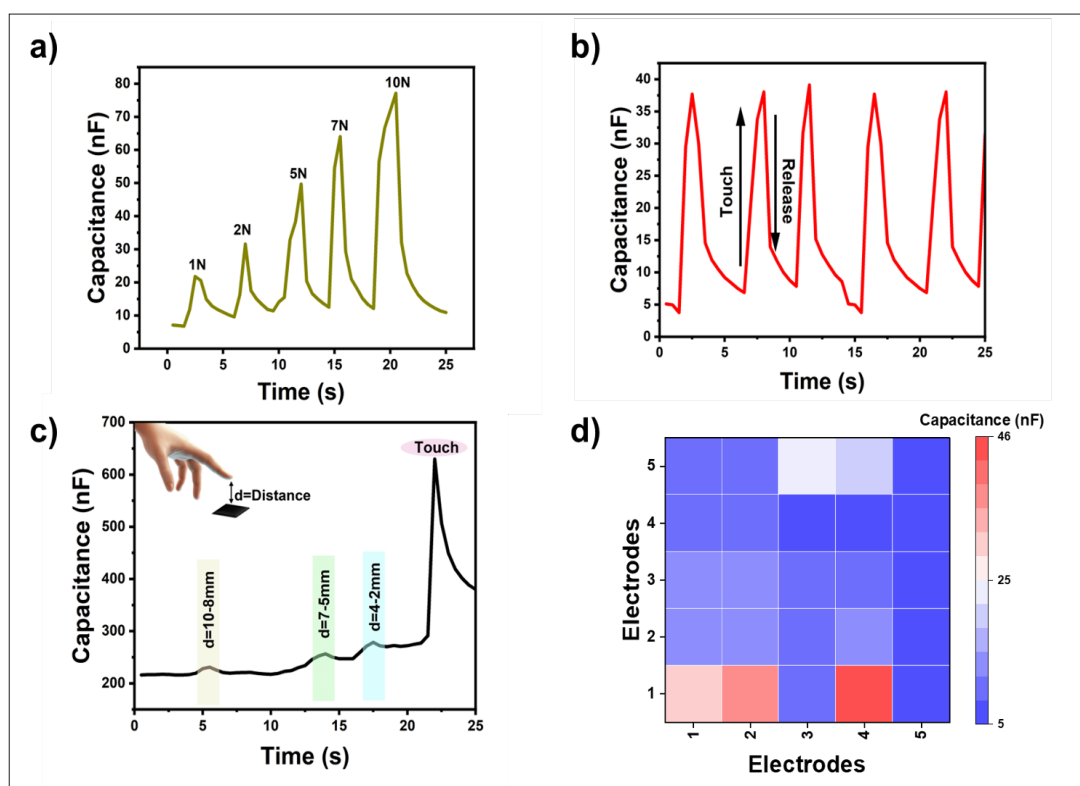 a)
80
70
60
50
40
30
20
10
0
Capacitance (nF)
1N
2N
5N
7N
10N
0 5 10 15 20 25
Time (s)
b)
40
35
30
25
20
15
10
5
0
Capacitance (nF)
Touch
Release
0 5 10 15 20 25
Time (s)
c)
700
600
500
400
300
200
Capacitance (nF)
d=Distance
d=10-8mm
d=7-5mm
d=4-2mm
Touch
0 5 10 15 20 25
Time (s)
d)
Capacitance (nF)
46
25
5
5
4
3
2
1
Electrodes
1 2 3 4 5
Electrodes